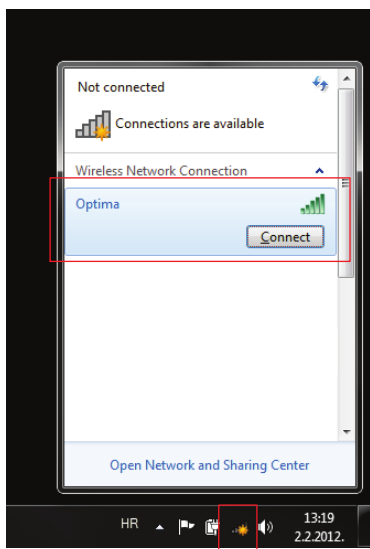 Not connected
Connections are available
Wireless Network Connection
Optima
Connect
Open Network and Sharing Center
HR
13:19
2.2.2012.